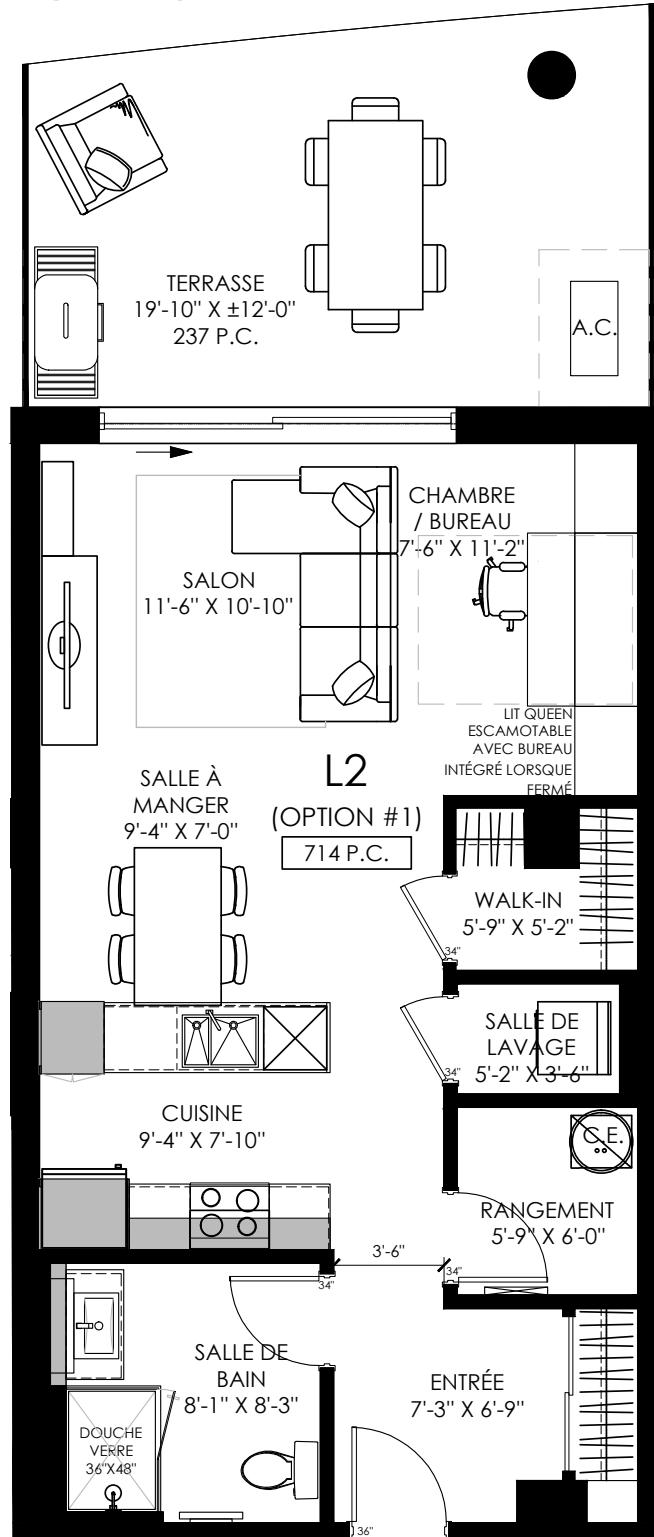 TERRASSE
19'-10" X ±12'-0"
237 P.C.
A.C.
CHAMBRE
/ BUREAU
7'-6" X 11'-2"
SALON
11'-6" X 10'-10"
LIT QUEEN
ESCAMOTABLE
AVEC BUREAU
INTÉGRÉ LORSQUE
FERMÉ
L2
(OPTION #1)
714 P.C.
SALLE À
MANGER
9'-4" X 7'-0"
WALK-IN
5'-9" X 5'-2"
34"
SALLE DE
LAVAGE
5'-2" X 3'-6"
34"
CUISINE
9'-4" X 7'-10"
C.E.
RANGEMENT
5'-9" X 6'-0"
3'-6"
34"
34"
SALLE DE
BAIN
8'-1" X 8'-3"
ENTRÉE
7'-3" X 6'-9"
DOUCHE
VERRE
36"X48"
36"